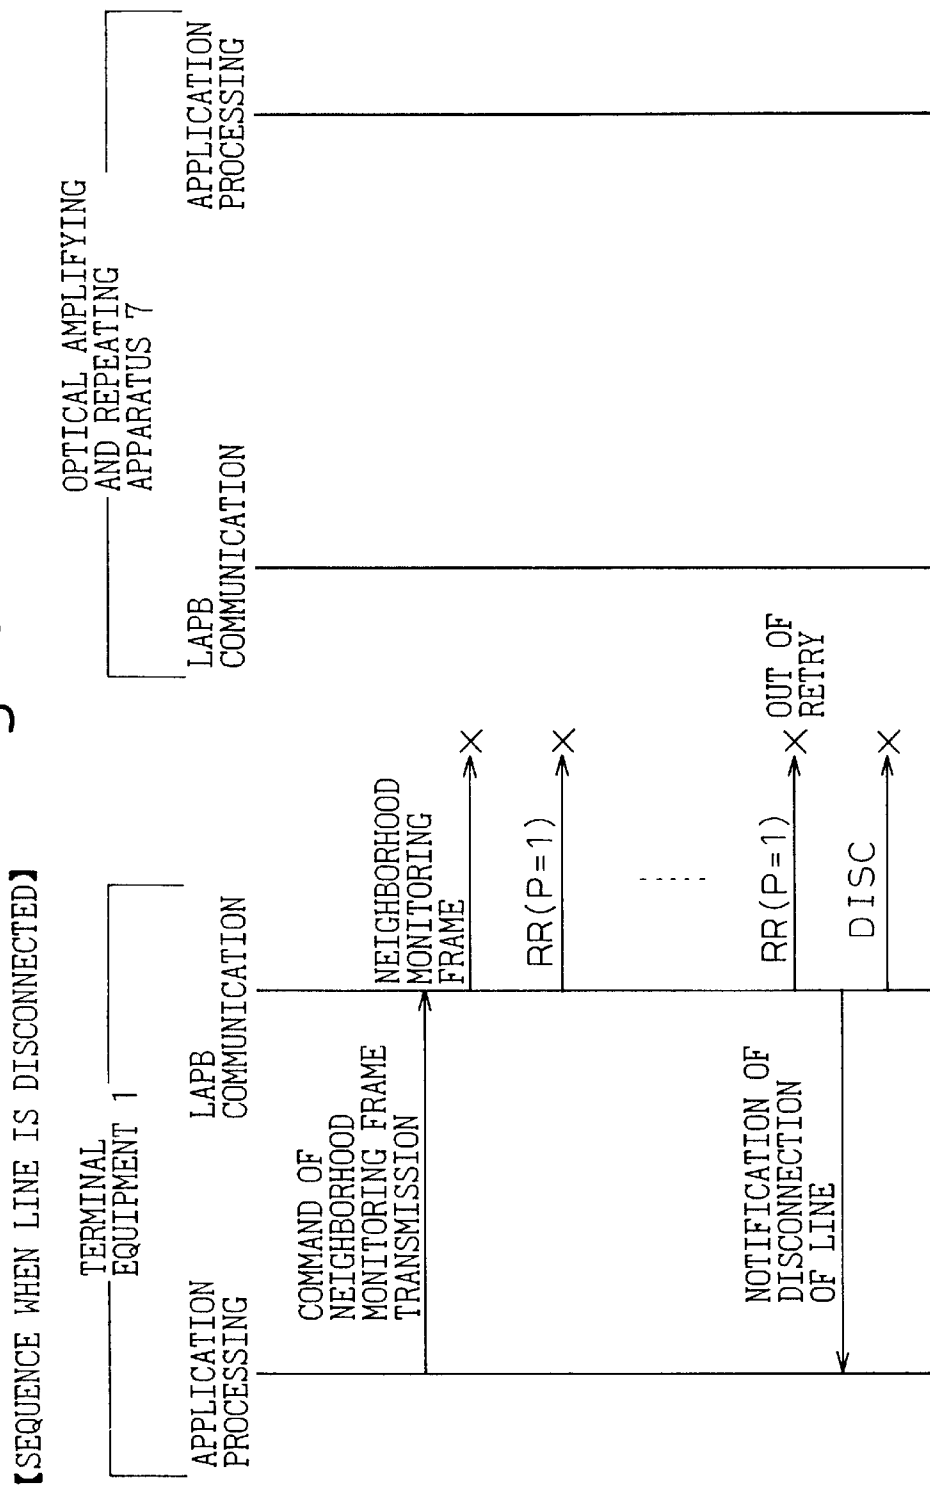 【SEQUENCE WHEN LINE IS DISCONNECTED】
TERMINAL
EQUIPMENT 1
OPTICAL AMPLIFYING
AND REPEATING
APPARATUS 7
APPLICATION
PROCESSING
LAPB
COMMUNICATION
LAPB
COMMUNICATION
APPLICATION
PROCESSING
COMMAND OF
NEIGHBORHOOD
MONITORING FRAME
TRANSMISSION
NEIGHBORHOOD
MONITORING
FRAME
RR(P=1)
RR(P=1)
OUT OF
RETRY
NOTIFICATION OF
DISCONNECTION
OF LINE
DISC